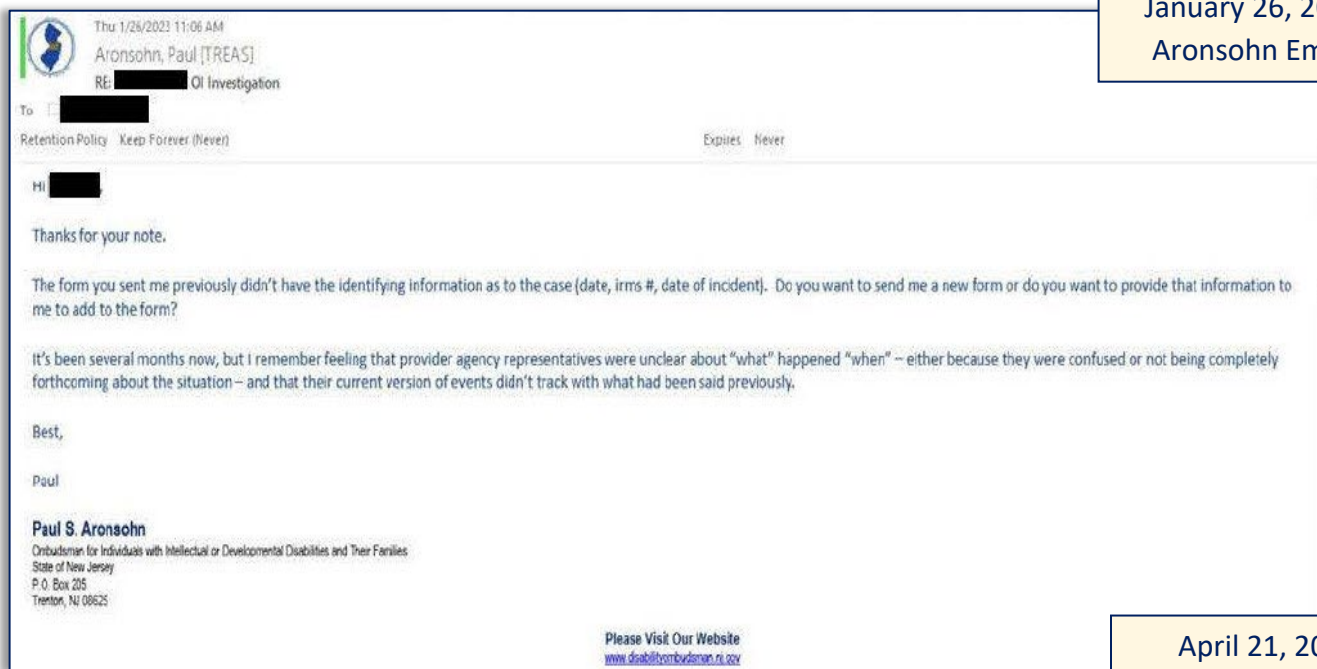 January 26, 20
Aronsohn Em
Thu 1/26/2023 11:06 AM
Aronsohn, Paul [TREAS]
RE: OI Investigation
To
Retention Policy Keep Forever (Never) Expires Never
Hi ,
Thanks for your note.
The form you sent me previously didn't have the identifying information as to the case (date, irms #, date of incident). Do you want to send me a new form or do you want to provide that information to
me to add to the form?
It's been several months now, but I remember feeling that provider agency representatives were unclear about "what" happened "when" – either because they were confused or not being completely
forthcoming about the situation – and that their current version of events didn't track with what had been said previously.
Best,
Paul
Paul S. Aronsohn
Ombudsman for Individuals with Intellectual or Developmental Disabilities and Their Families
State of New Jersey
P.O. Box 205
Trenton, NJ 08625
Please Visit Our Website
www.disabilityombudsman.nj.gov
April 21, 20